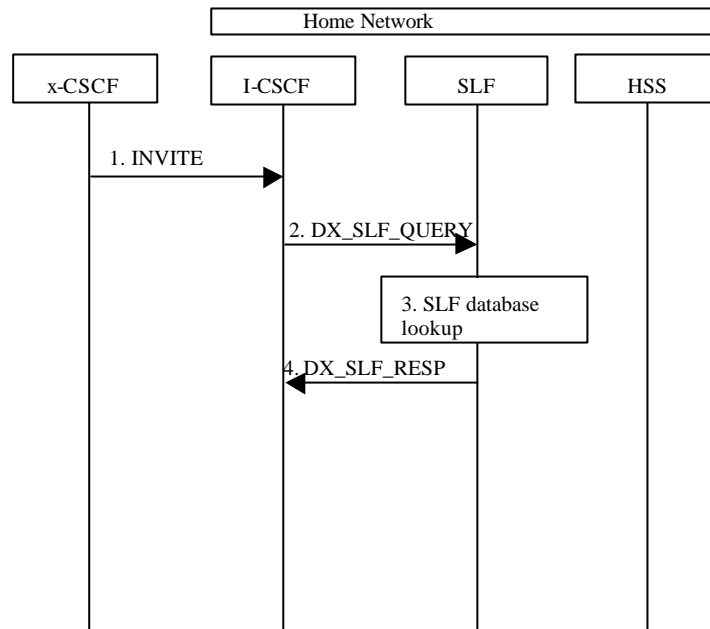 Home Network
x-CSCF
I-CSCF
SLF
HSS
1. INVITE
2. DX_SLF_QUERY
3. SLF database
lookup
4. DX_SLF_RESP